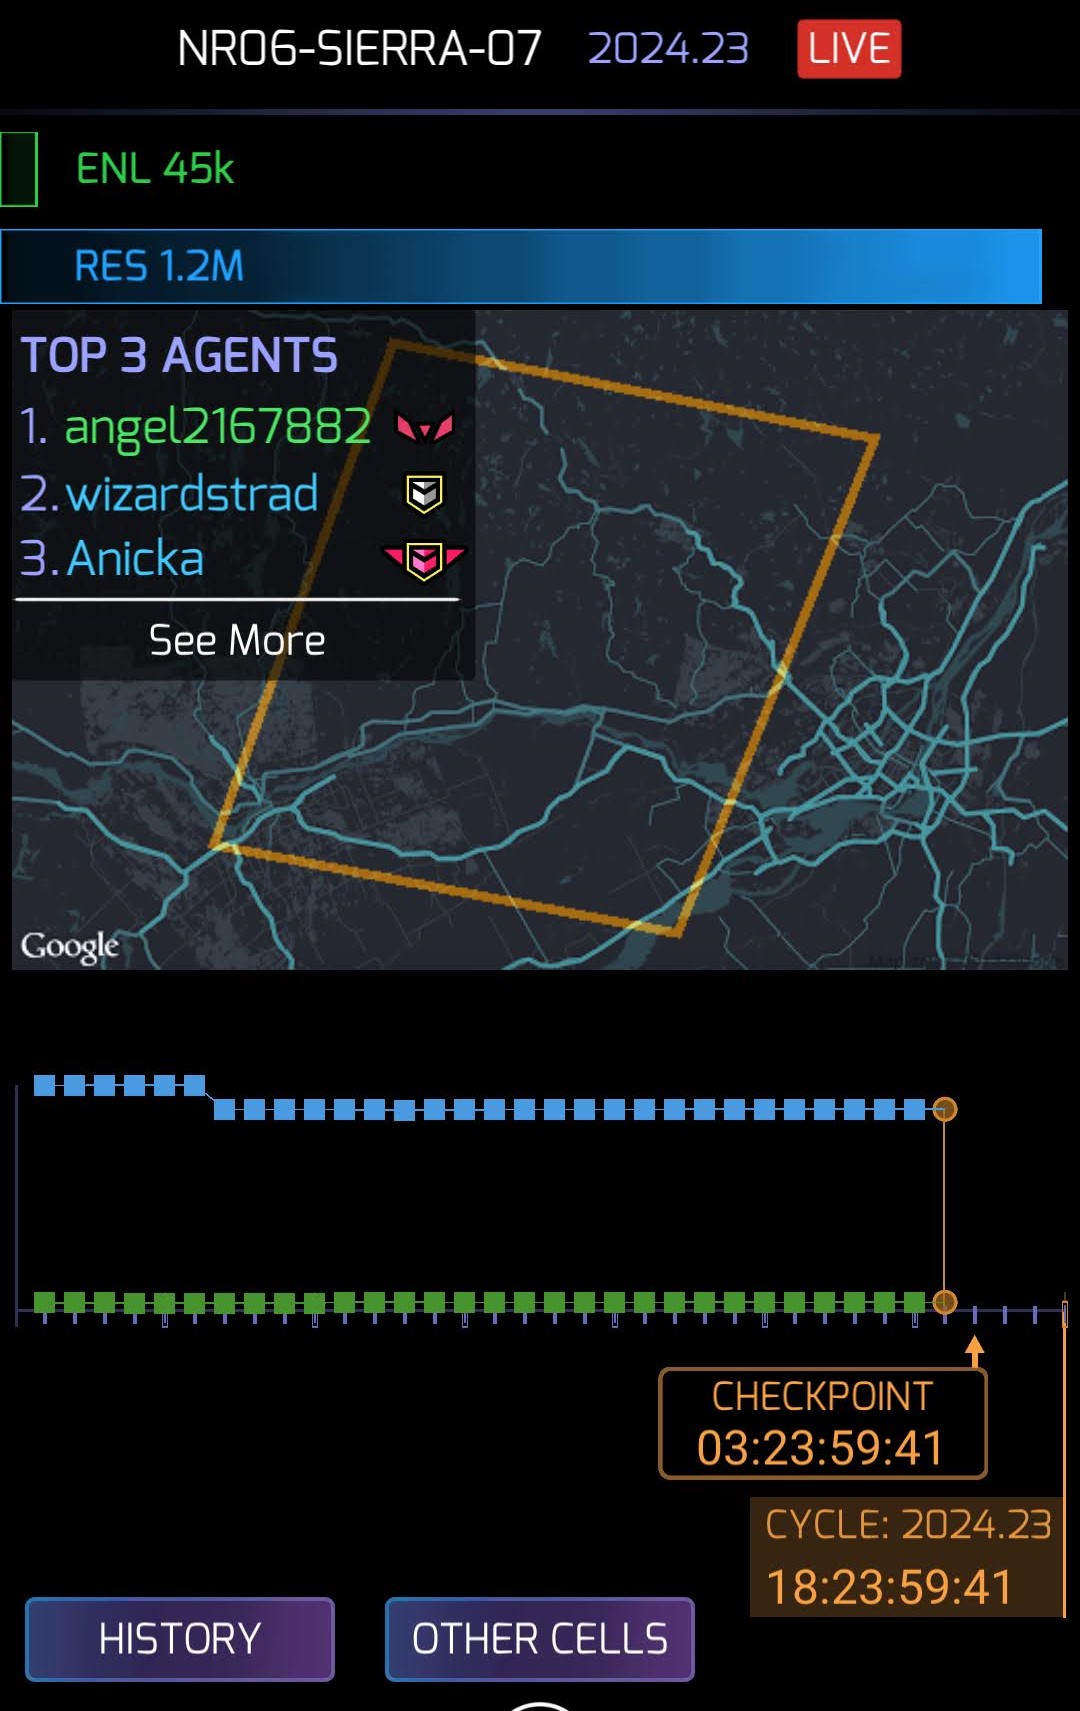 NR06-SIERRA-07 2024.23 LIVE
ENL 45k
RES 1.2M
TOP 3 AGENTS
1. angel2167882
2. wizardstrad
3. Anicka
See More
Google
CHECKPOINT
03:23:59:41
CYCLE: 2024.23
18:23:59:41
HISTORY OTHER CELLS